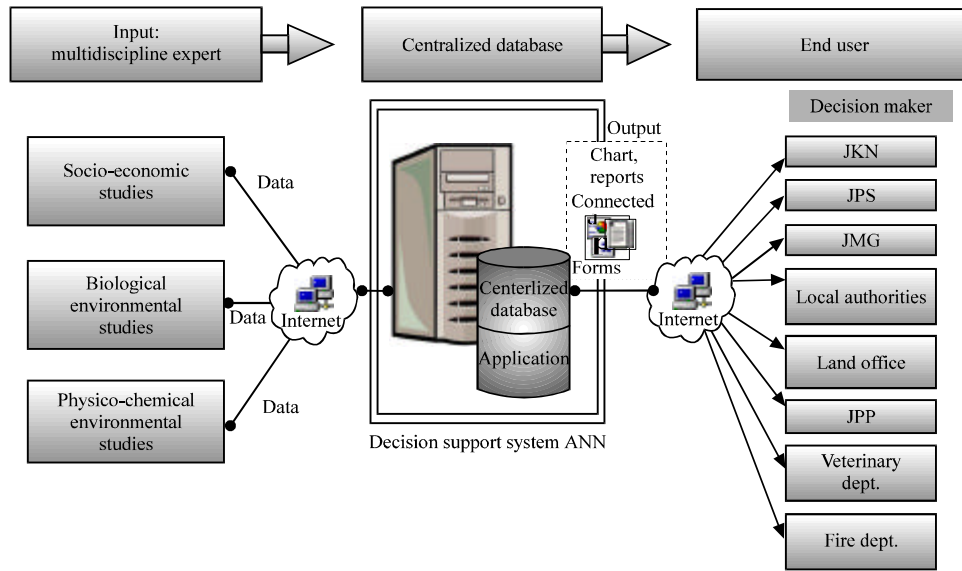 Input:
multidiscipline expert
Centralized database
End user
Decision maker
Socio-economic
studies
Data
Biological
environmental
studies
Data
Physico-chemical
environmental
studies
Data
Internet
Output
Chart,
reports
Connected
Forms
Centerlized
database
Application
Decision support system ANN
Internet
JKN
JPS
JMG
Local authorities
Land office
JPP
Veterinary
dept.
Fire dept.